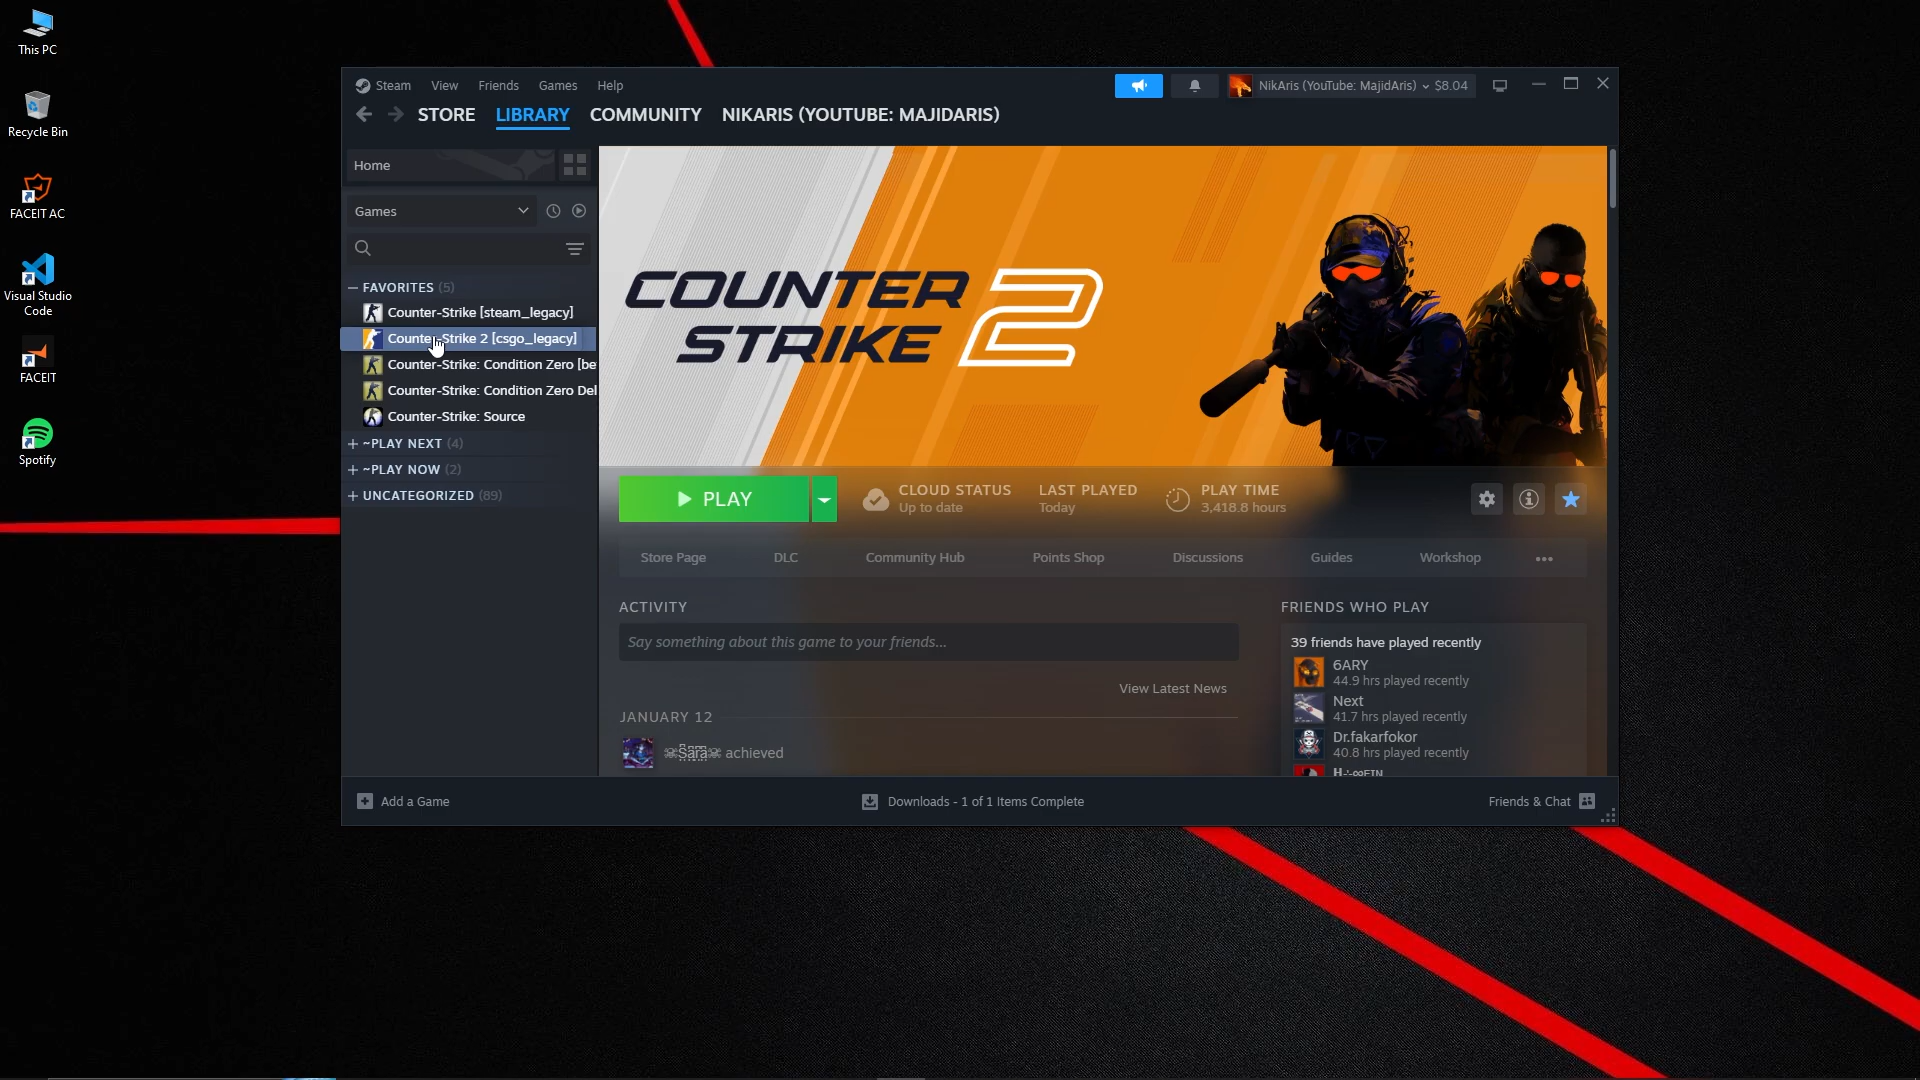 This PC
Recycle Bin
FACEIT AC
Visual Studio
Code
FACEIT
Spotify
Steam View Friends Games Help
NikAris (YouTube: MajidAris) $8.04
STORE LIBRARY COMMUNITY NIKARIS (YOUTUBE: MAJIDARIS)
Home
Games
FAVORITES (5)
Counter-Strike [steam_legacy]
Counter-Strike 2 [csgo_legacy]
Counter-Strike: Condition Zero [be
Counter-Strike: Condition Zero Del
Counter-Strike: Source
~PLAY NEXT (4)
~PLAY NOW (2)
UNCATEGORIZED (89)
COUNTER
STRIKE 2
PLAY
CLOUD STATUS
Up to date
LAST PLAYED
Today
PLAY TIME
3,418.8 hours
Store Page DLC Community Hub Points Shop Discussions Guides Workshop
ACTIVITY
Say something about this game to your friends...
View Latest News
JANUARY 12
Sara achieved
FRIENDS WHO PLAY
39 friends have played recently
6ARY
44.9 hrs played recently
Next
41.7 hrs played recently
Dr.fakarfokor
40.8 hrs played recently
Add a Game
Downloads - 1 of 1 Items Complete
Friends & Chat